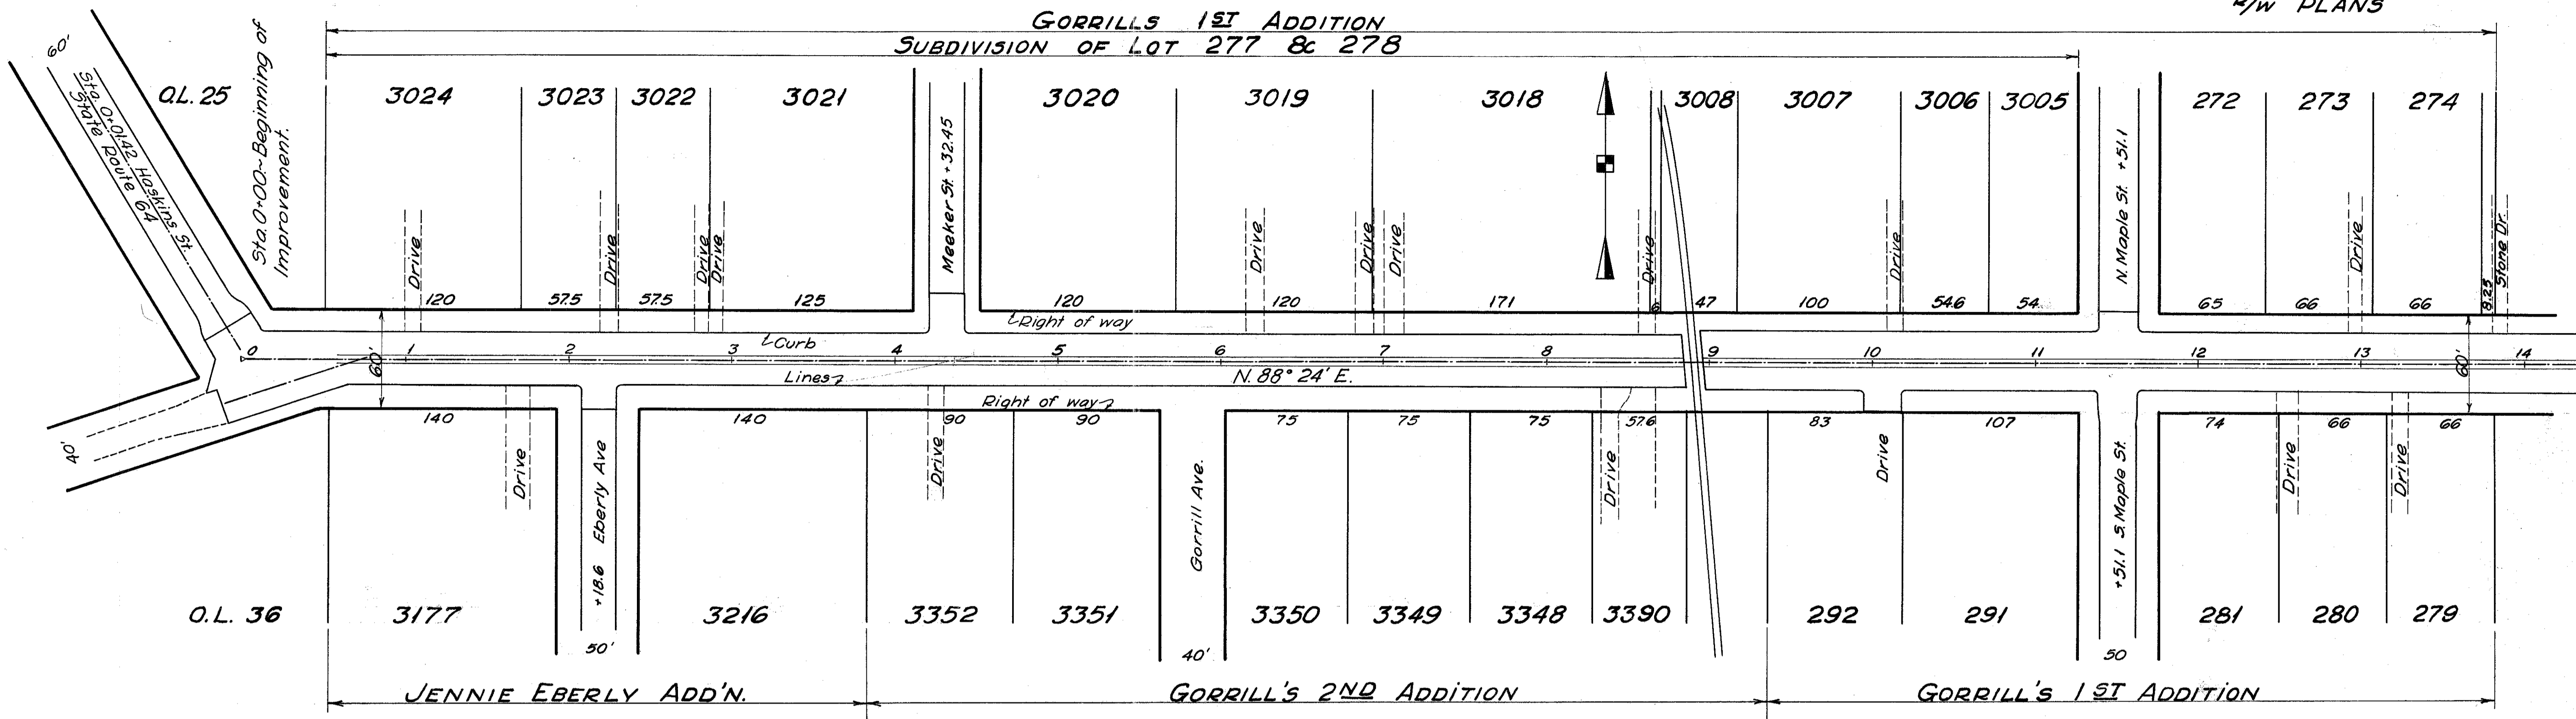 R/W PLANS
GORRILLS 1ST ADDITION
SUBDIVISION OF LOT 277 & 278
60'
Sta. 0+01.42 Haskins St.
State Route 64
O.L. 25
Sta. 0+00~Beginning of
Improvement.
3024
3023
3022
3021
Meeker St. +32.45
3020
3019
3018
3008
3007
3006
3005
N. Maple St. +51.1
272
273
274
Drive
Drive
Drive
Drive
Drive
Drive
Drive
Drive
Drive
Drive
Stone Dr.
120
57.5
57.5
125
120
120
171
6
47
100
54.6
54
65
66
66
8.25
Right of way
Curb
0 1 2 3 4 5 6 7 8 9 10 11 12 13 14
60'
60'
Lines
N. 88° 24' E.
Right of way
40'
140
140
90
90
75
75
75
57.6
83
107
74
66
66
Drive
+18.6 Eberly Ave
Drive
Gorrill Ave.
Drive
Drive
+51.1 S. Maple St.
Drive
Drive
O.L. 36
3177
3216
3352
3351
3350
3349
3348
3390
292
291
281
280
279
50'
40'
50
JENNIE EBERLY ADD'N.
GORRILL'S 2ND ADDITION
GORRILL'S 1ST ADDITION